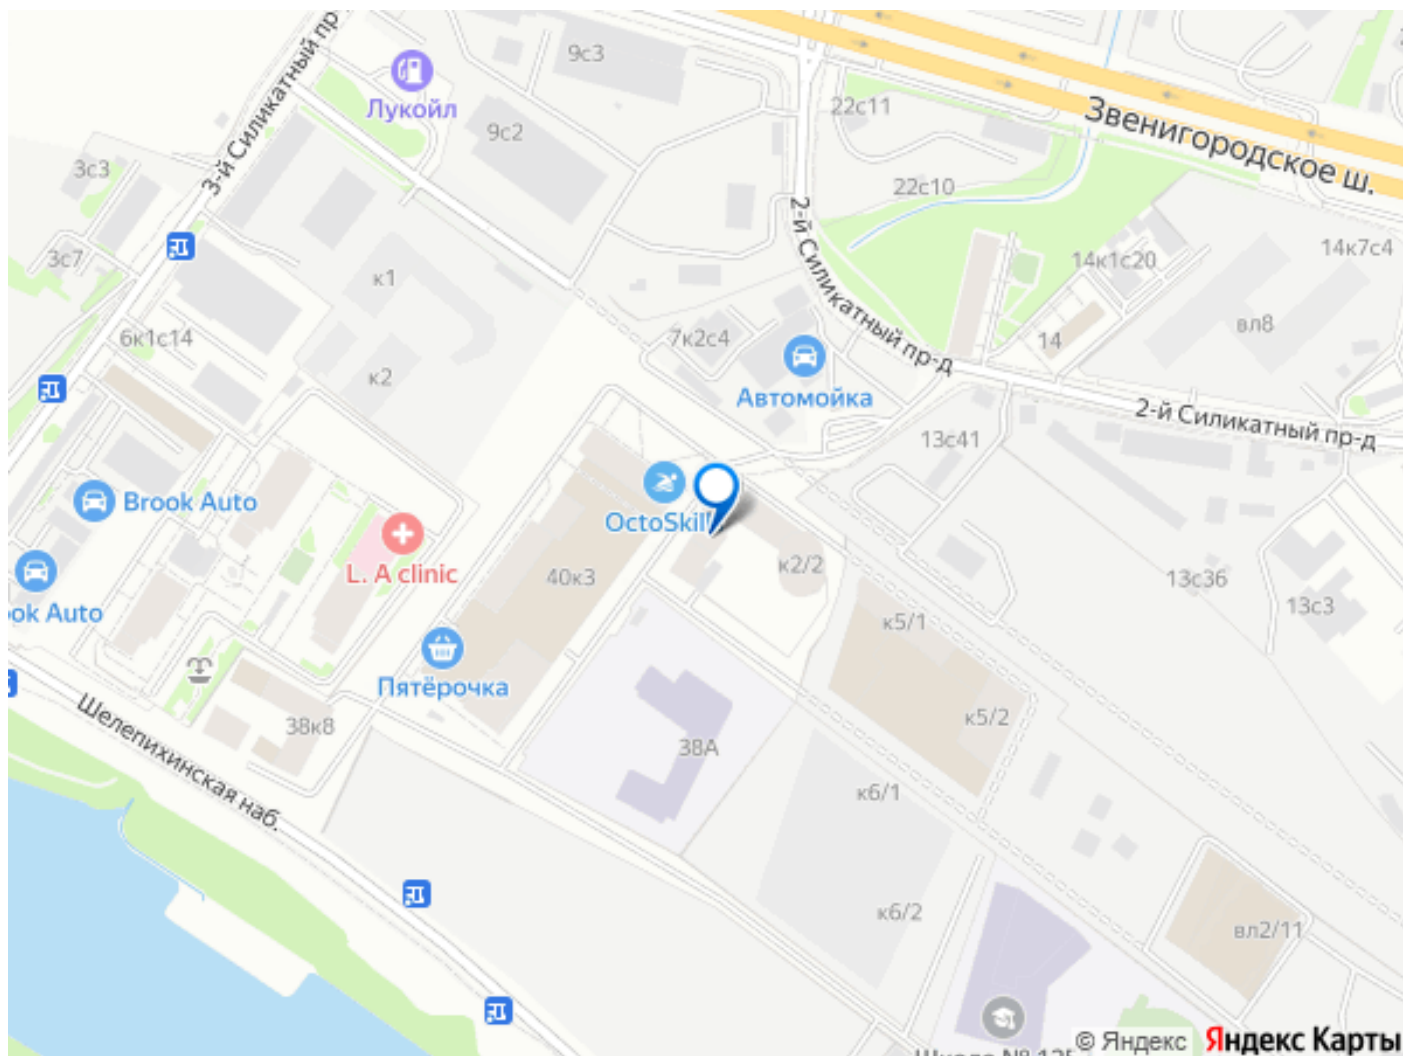 3-й Силикатный пр
9с3
Лукойл
22с11
Звенигородское ш.
9с2
3с3
22с10
2-й Силикатный пр-д
3с7
14к1с20
14к7с4
к1
6к1с14
7к2с4
14
вл8
к2
Автомойка
2-й Силикатный пр-д
13с41
Brook Auto
OctoSkill
L. A clinic
40к3
к2/2
13с36
13с3
ok Auto
к5/1
Пятёрочка
к5/2
Шелепихинская наб.
38к8
38А
к6/1
к6/2
вл2/11
© Яндекс Яндекс Карты